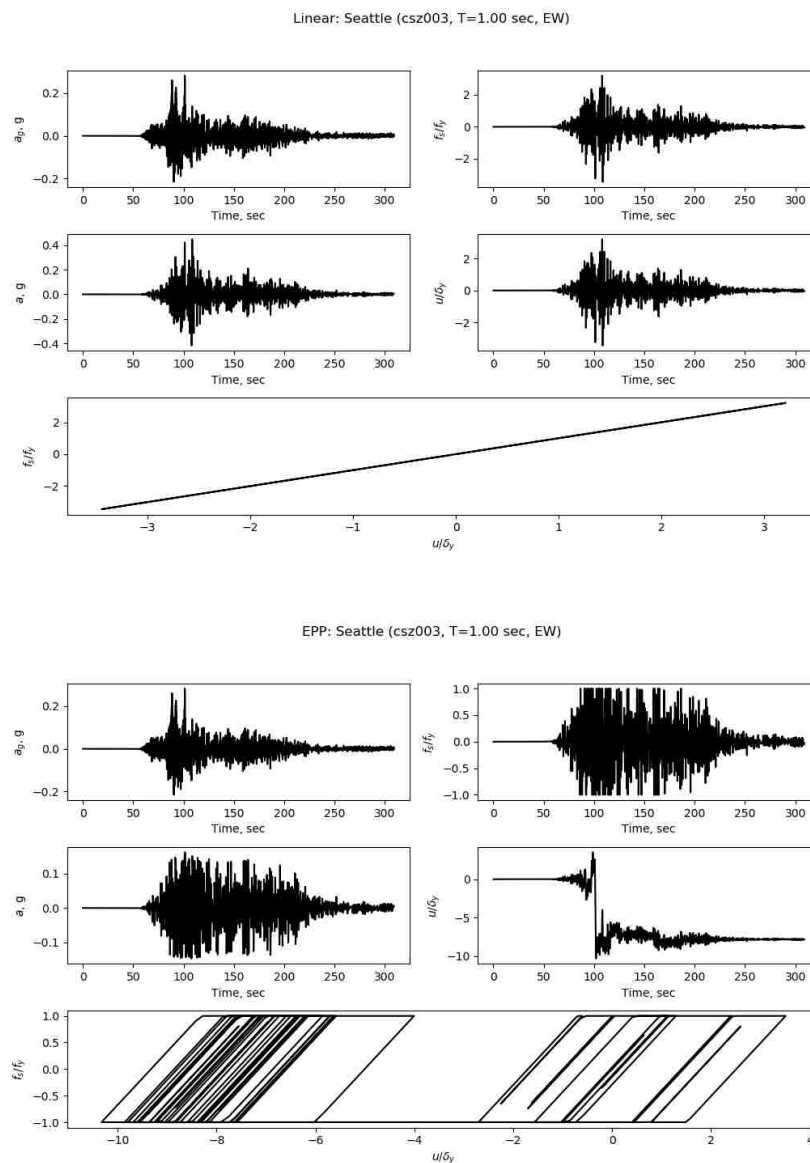 Linear: Seattle (csz003, T=1.00 sec, EW)
a_g, g
0.2
0.0
−0.2
0 50 100 150 200 250 300
Time, sec
f_s/f_y
2
0
−2
0 50 100 150 200 250 300
Time, sec
a, g
0.4
0.2
0.0
−0.2
−0.4
0 50 100 150 200 250 300
Time, sec
u/δ_y
2
0
−2
0 50 100 150 200 250 300
Time, sec
f_s/f_y
2
0
−2
−3 −2 −1 0 1 2 3
u/δ_y
EPP: Seattle (csz003, T=1.00 sec, EW)
a_g, g
0.2
0.0
−0.2
0 50 100 150 200 250 300
Time, sec
f_s/f_y
1.0
0.5
0.0
−0.5
−1.0
0 50 100 150 200 250 300
Time, sec
a, g
0.1
0.0
−0.1
0 50 100 150 200 250 300
Time, sec
u/δ_y
0
−5
−10
0 50 100 150 200 250 300
Time, sec
f_s/f_y
1.0
0.5
0.0
−0.5
−1.0
−10 −8 −6 −4 −2 0 2 4
u/δ_y